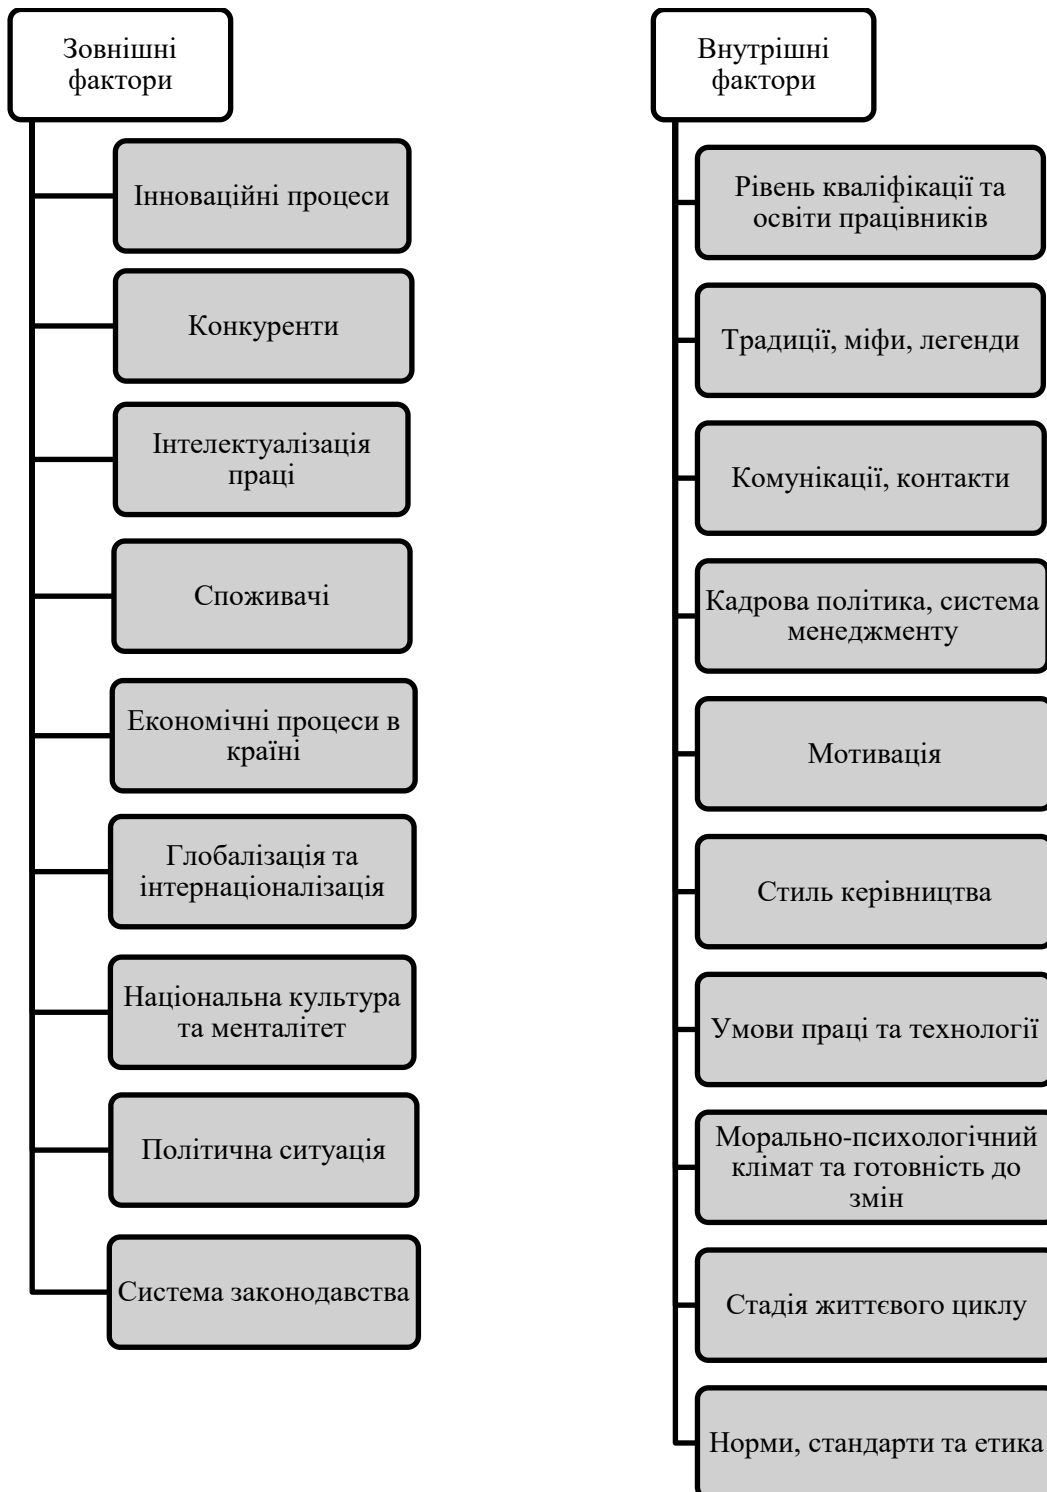 Зовнішні
фактори
Інноваційні процеси
Конкуренти
Інтелектуалізація
праці
Споживачі
Економічні процеси в
країні
Глобалізація та
інтернаціоналізація
Національна культура
та менталітет
Політична ситуація
Система законодавства
Внутрішні
фактори
Рівень кваліфікації та
освіти працівників
Традиції, міфи, легенди
Комунікації, контакти
Кадрова політика, система
менеджменту
Мотивація
Стиль керівництва
Умови праці та технології
Морально-психологічний
клімат та готовність до
змін
Стадія життєвого циклу
Норми, стандарти та етика